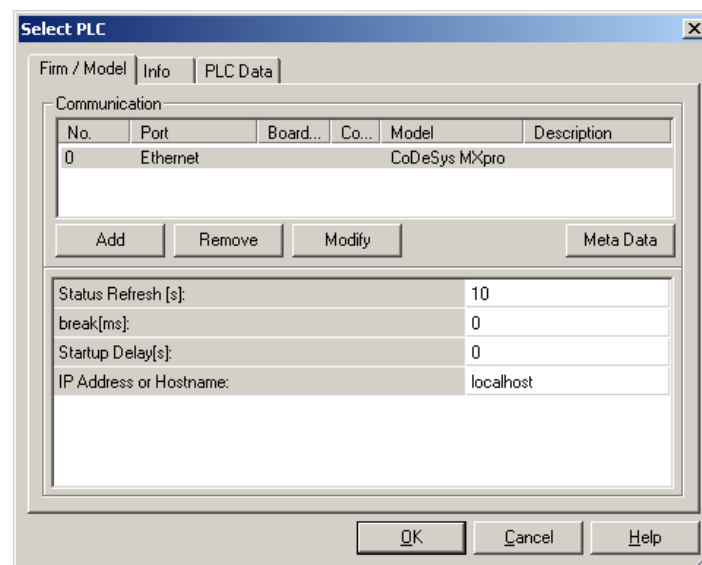 Select PLC
Firm / Model Info PLC Data
Communication
No. Port Board... Co... Model Description
0 Ethernet CoDeSys MXpro
Add Remove Modify Meta Data
Status Refresh [s]: 10
break[ms]: 0
Startup Delay[s]: 0
IP Address or Hostname: localhost
OK Cancel Help